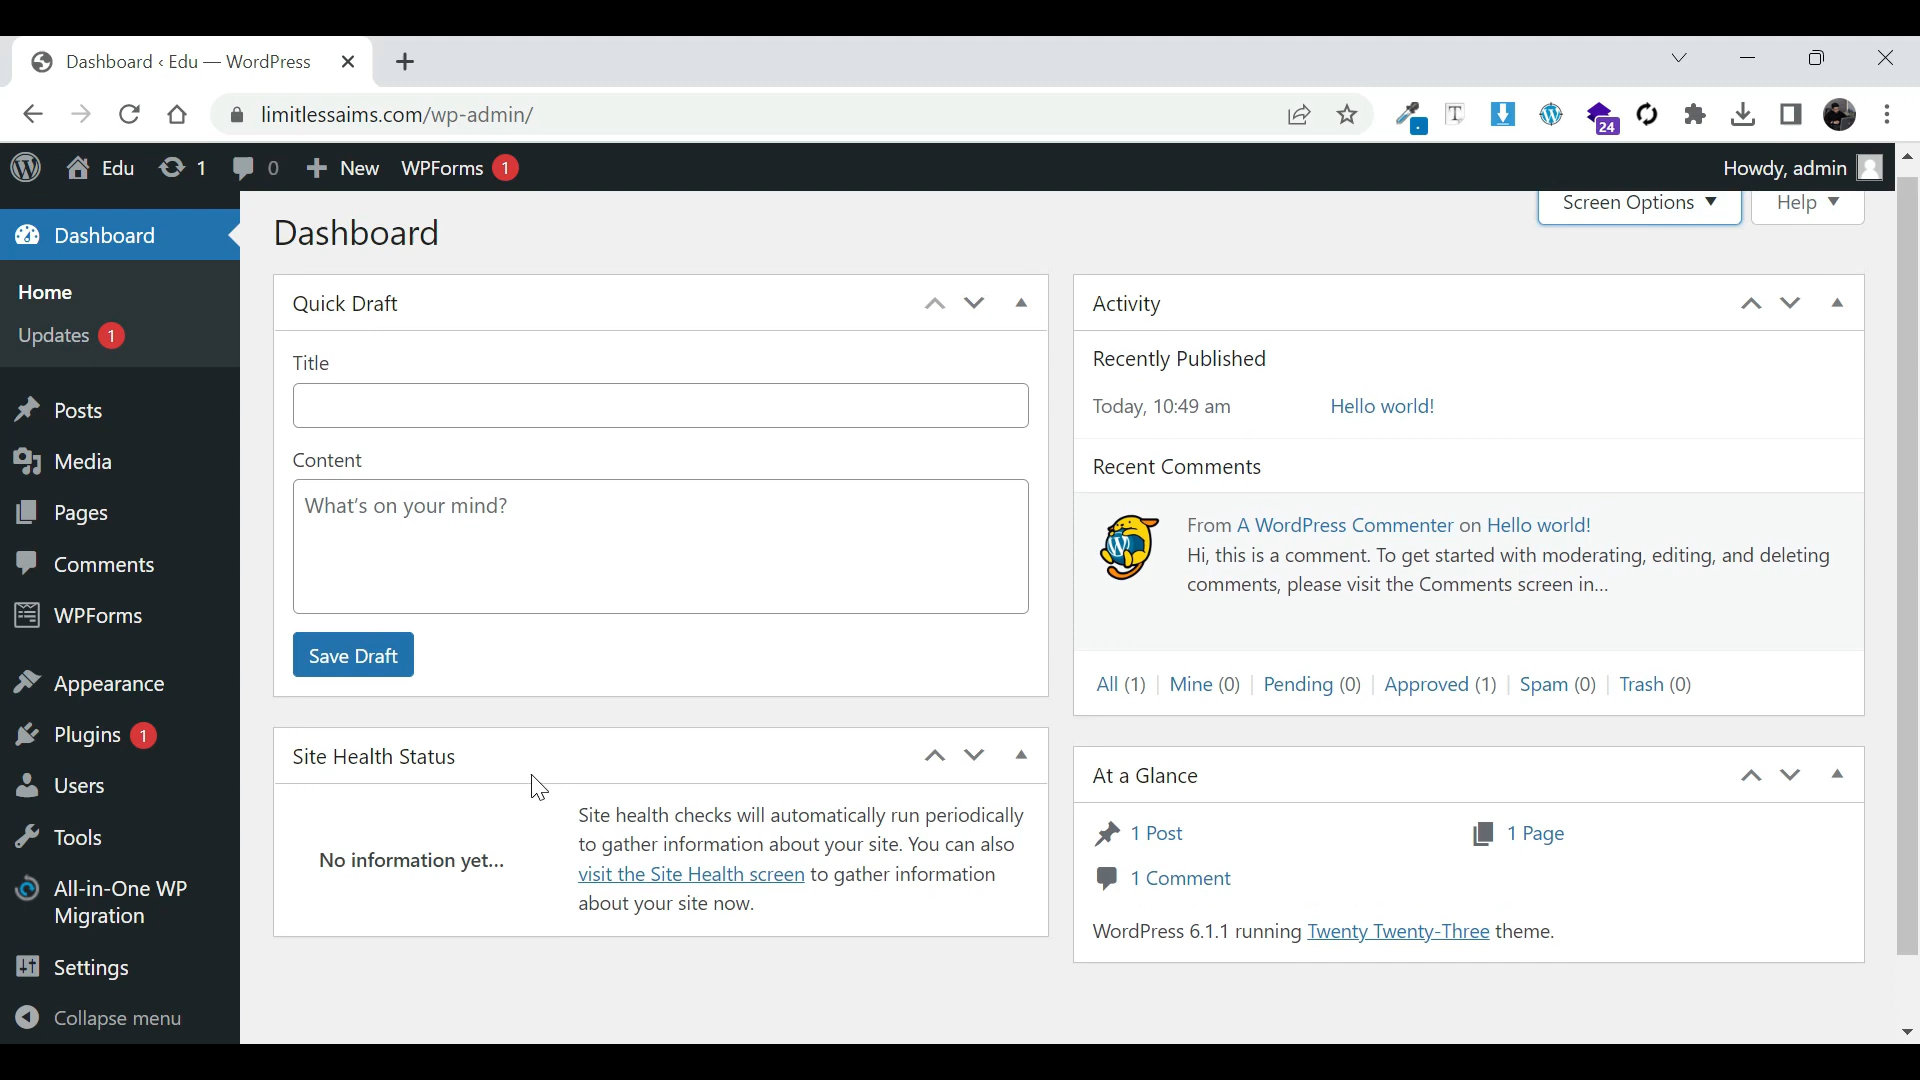 Dashboard ‹ Edu — WordPress
limitlessaims.com/wp-admin/
24
Edu 1 0 New WPForms 1 Howdy, admin
Screen Options Help
Dashboard
Home
Updates 1
Posts
Media
Pages
Comments
WPForms
Appearance
Plugins 1
Users
Tools
All-in-One WP
Migration
Settings
Collapse menu
Dashboard
Quick Draft
Title
Content
What's on your mind?
Save Draft
Site Health Status
No information yet...
Site health checks will automatically run periodically
to gather information about your site. You can also
visit the Site Health screen to gather information
about your site now.
Activity
Recently Published
Today, 10:49 am Hello world!
Recent Comments
From A WordPress Commenter on Hello world!
Hi, this is a comment. To get started with moderating, editing, and deleting
comments, please visit the Comments screen in...
All (1) | Mine (0) | Pending (0) | Approved (1) | Spam (0) | Trash (0)
At a Glance
1 Post 1 Page
1 Comment
WordPress 6.1.1 running Twenty Twenty-Three theme.